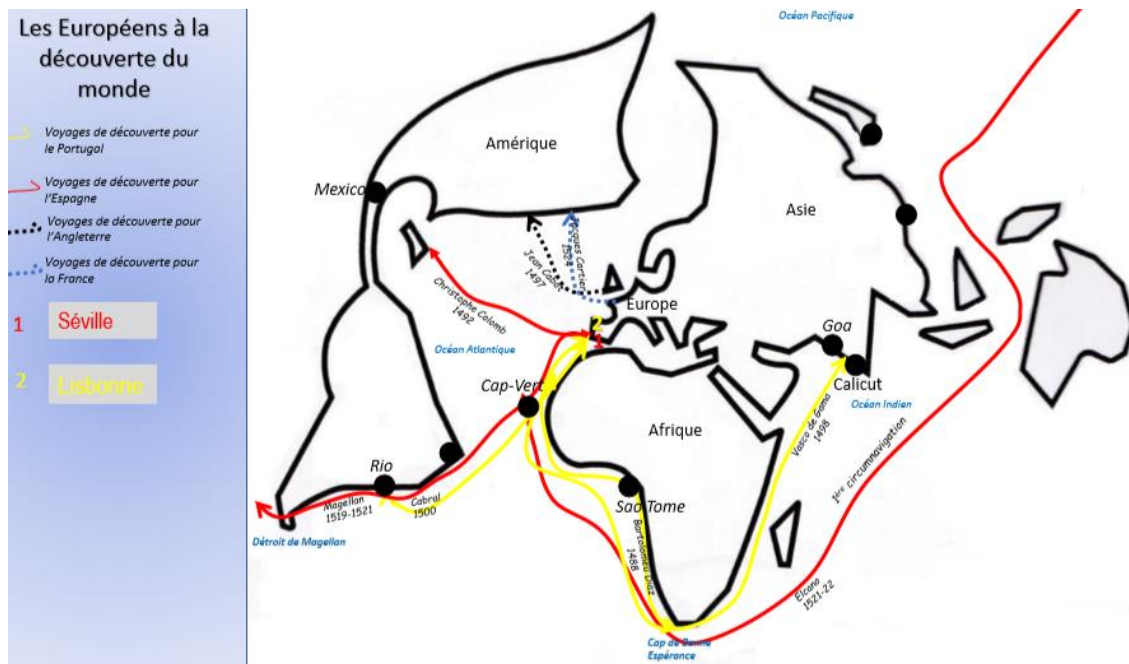 Les Européens à la
découverte du
monde
Voyages de découverte pour
le Portugal
Voyages de découverte pour
l'Espagne
Voyages de découverte pour
l'Angleterre
Voyages de découverte pour
la France
1 Séville
2 Lisbonne
Océan Pacifique
Amérique
Mexico
Asie
Jacques Cartier
1524
Jean Cabot
1497
Christophe Colomb
1492
Europe
2
1
Océan Atlantique
Goa
Calicut
Océan Indien
Cap-Vert
Afrique
Vasco de Gama
1498
1ère circumnavigation
Rio
Sao Tome
Magellan
1519-1521
Cabral
1500
Bartolomeu Diaz
1488
Détroit de Magellan
Elcano
1521-22
Cap de Bonne
Espérance